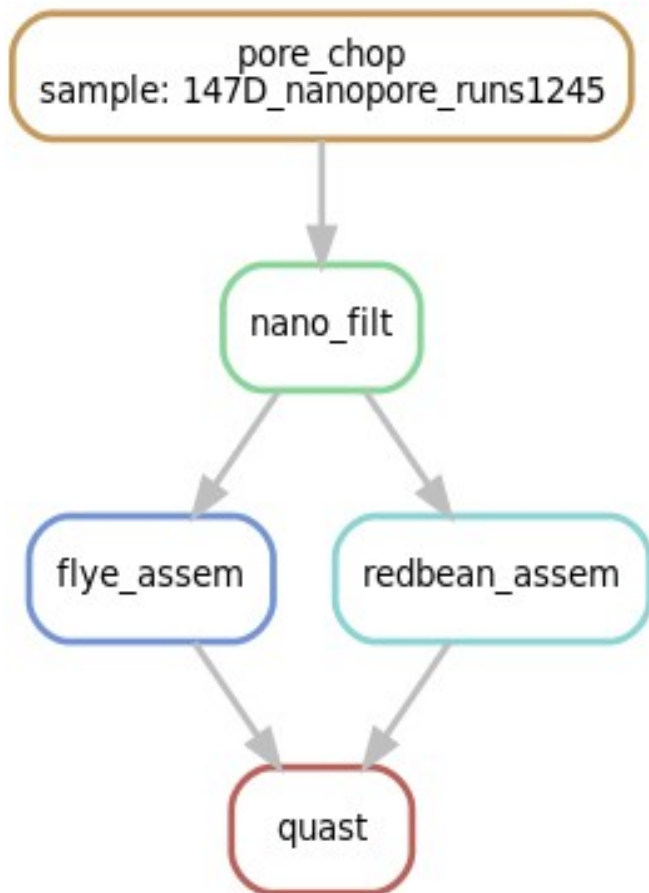 pore_chop
sample: 147D_nanopore_runs1245
nano_filt
flye_assem
redbean_assem
quast